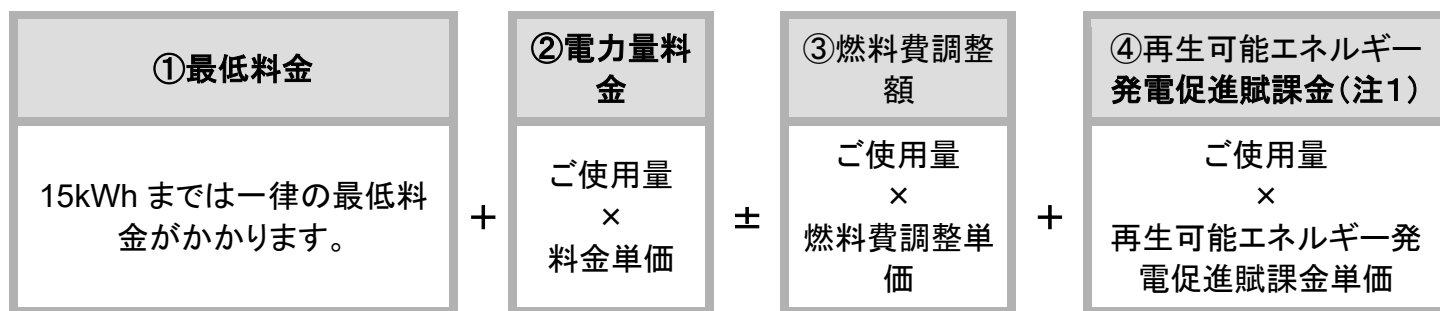 ①最低料金
15kWh までは一律の最低料
金がかかります。
＋
②電力量料
金
ご使用量
×
料金単価
±
③燃料費調整
額
ご使用量
×
燃料費調整単
価
＋
④再生可能エネルギー
発電促進賦課金（注１）
ご使用量
×
再生可能エネルギー発
電促進賦課金単価